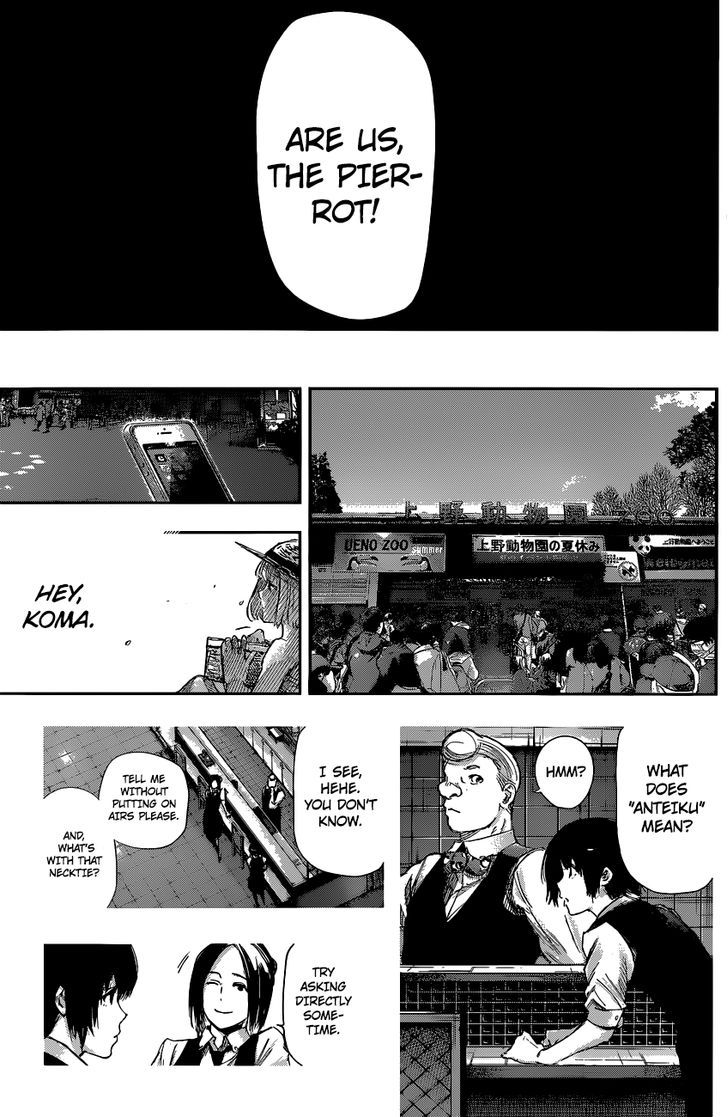 ARE US,
THE PIER-
ROT!
上野動物園 ZOO
UENO ZOO
Summer
上野動物園の夏休み
HEY,
KOMA.
WHAT
DOES
"ANTEIKU"
MEAN?
HMM?
I SEE,
HEHE.
YOU DON'T
KNOW.
TELL ME
WITHOUT
PUTTING ON
AIRS PLEASE.
AND,
WHAT'S
WITH THAT
NECKTIE?
TRY
ASKING
DIRECTLY
SOME-
TIME.